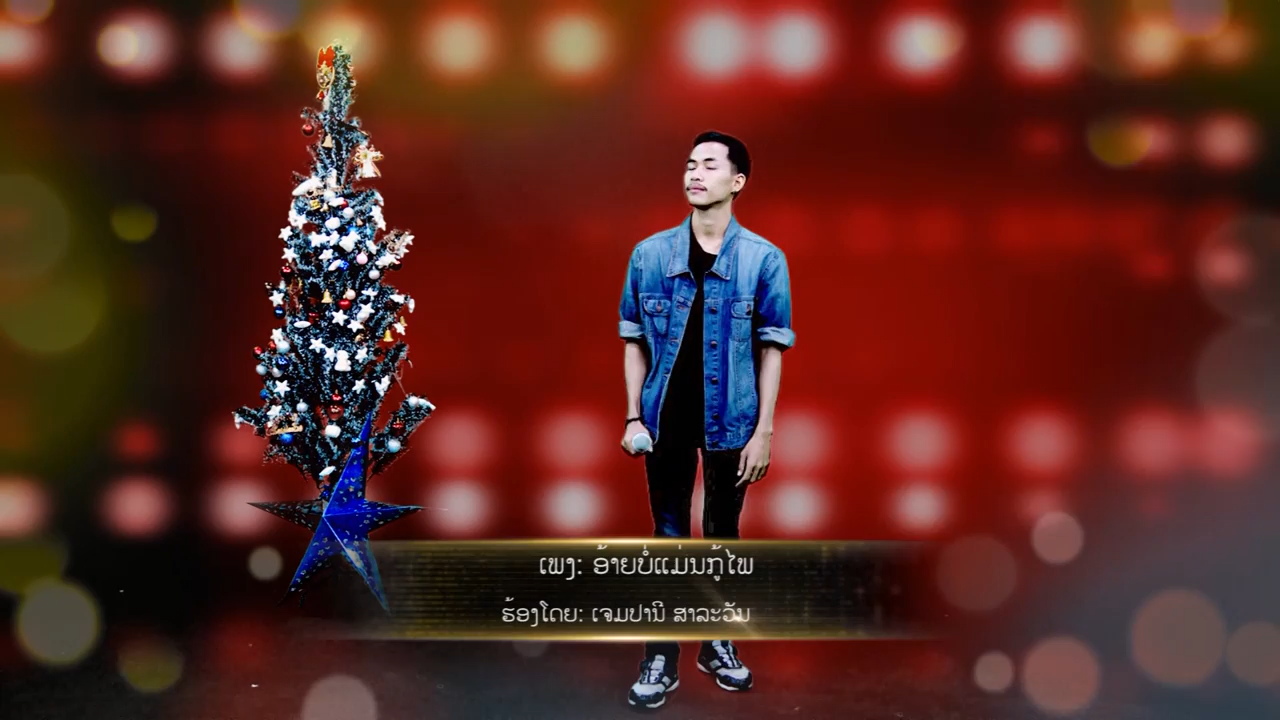 ເພງ: ອ້າຍບໍ່ແມ່ນກູ້ໄພ
ຮ້ອງໂດຍ: ເຈມປານີ ສາລະວັນ